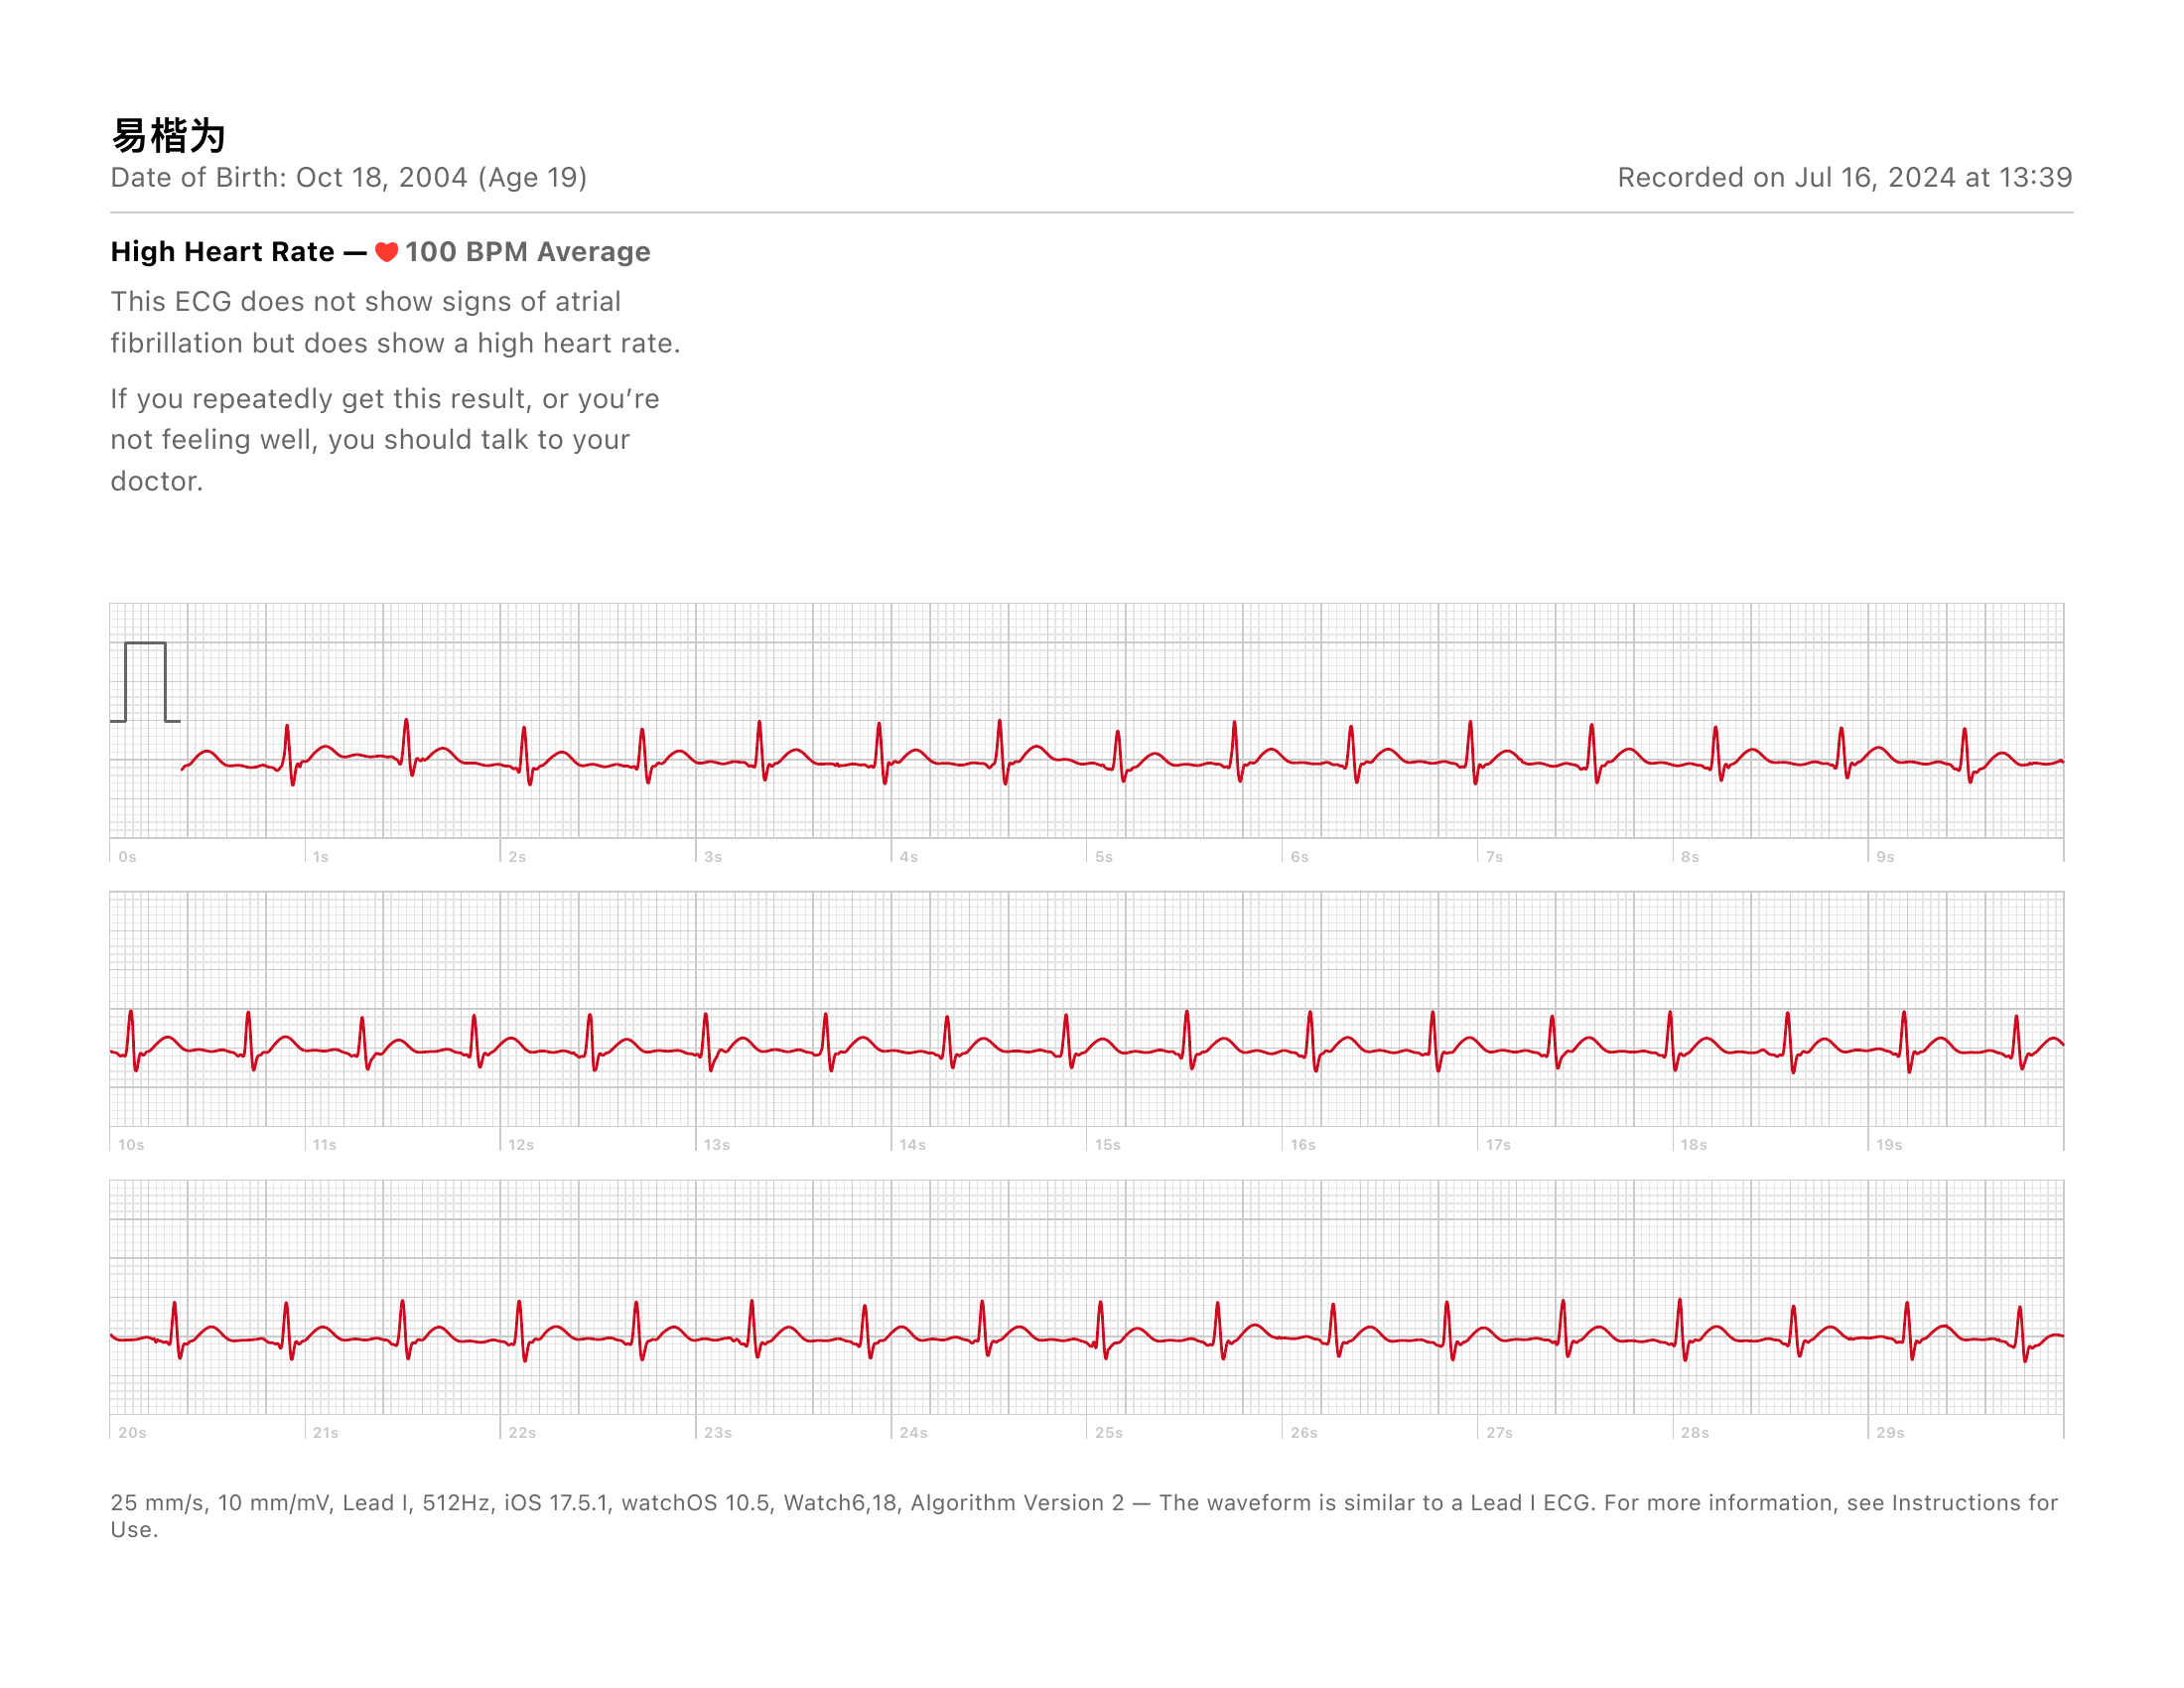 易楷为
Date of Birth: Oct 18, 2004 (Age 19)
Recorded on Jul 16, 2024 at 13:39
High Heart Rate — ❤️ 100 BPM Average
This ECG does not show signs of atrial
fibrillation but does show a high heart rate.
If you repeatedly get this result, or you’re
not feeling well, you should talk to your
doctor.
0s 1s 2s 3s 4s 5s 6s 7s 8s 9s
10s 11s 12s 13s 14s 15s 16s 17s 18s 19s
20s 21s 22s 23s 24s 25s 26s 27s 28s 29s
25 mm/s, 10 mm/mV, Lead I, 512Hz, iOS 17.5.1, watchOS 10.5, Watch6,18, Algorithm Version 2 — The waveform is similar to a Lead I ECG. For more information, see Instructions for
Use.